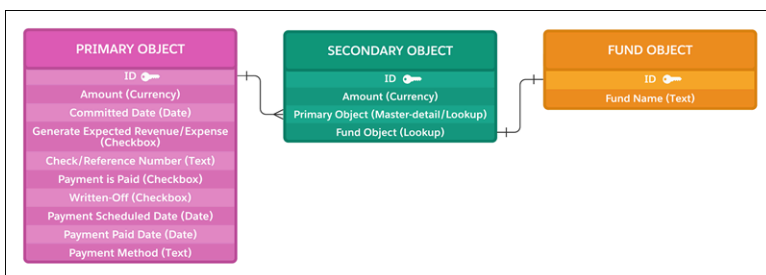 PRIMARY OBJECT
ID
Amount (Currency)
Committed Date (Date)
Generate Expected Revenue/Expense
(Checkbox)
Check/Reference Number (Text)
Payment is Paid (Checkbox)
Written-Off (Checkbox)
Payment Scheduled Date (Date)
Payment Paid Date (Date)
Payment Method (Text)
SECONDARY OBJECT
ID
Amount (Currency)
Primary Object (Master-detail/Lookup)
Fund Object (Lookup)
FUND OBJECT
ID
Fund Name (Text)